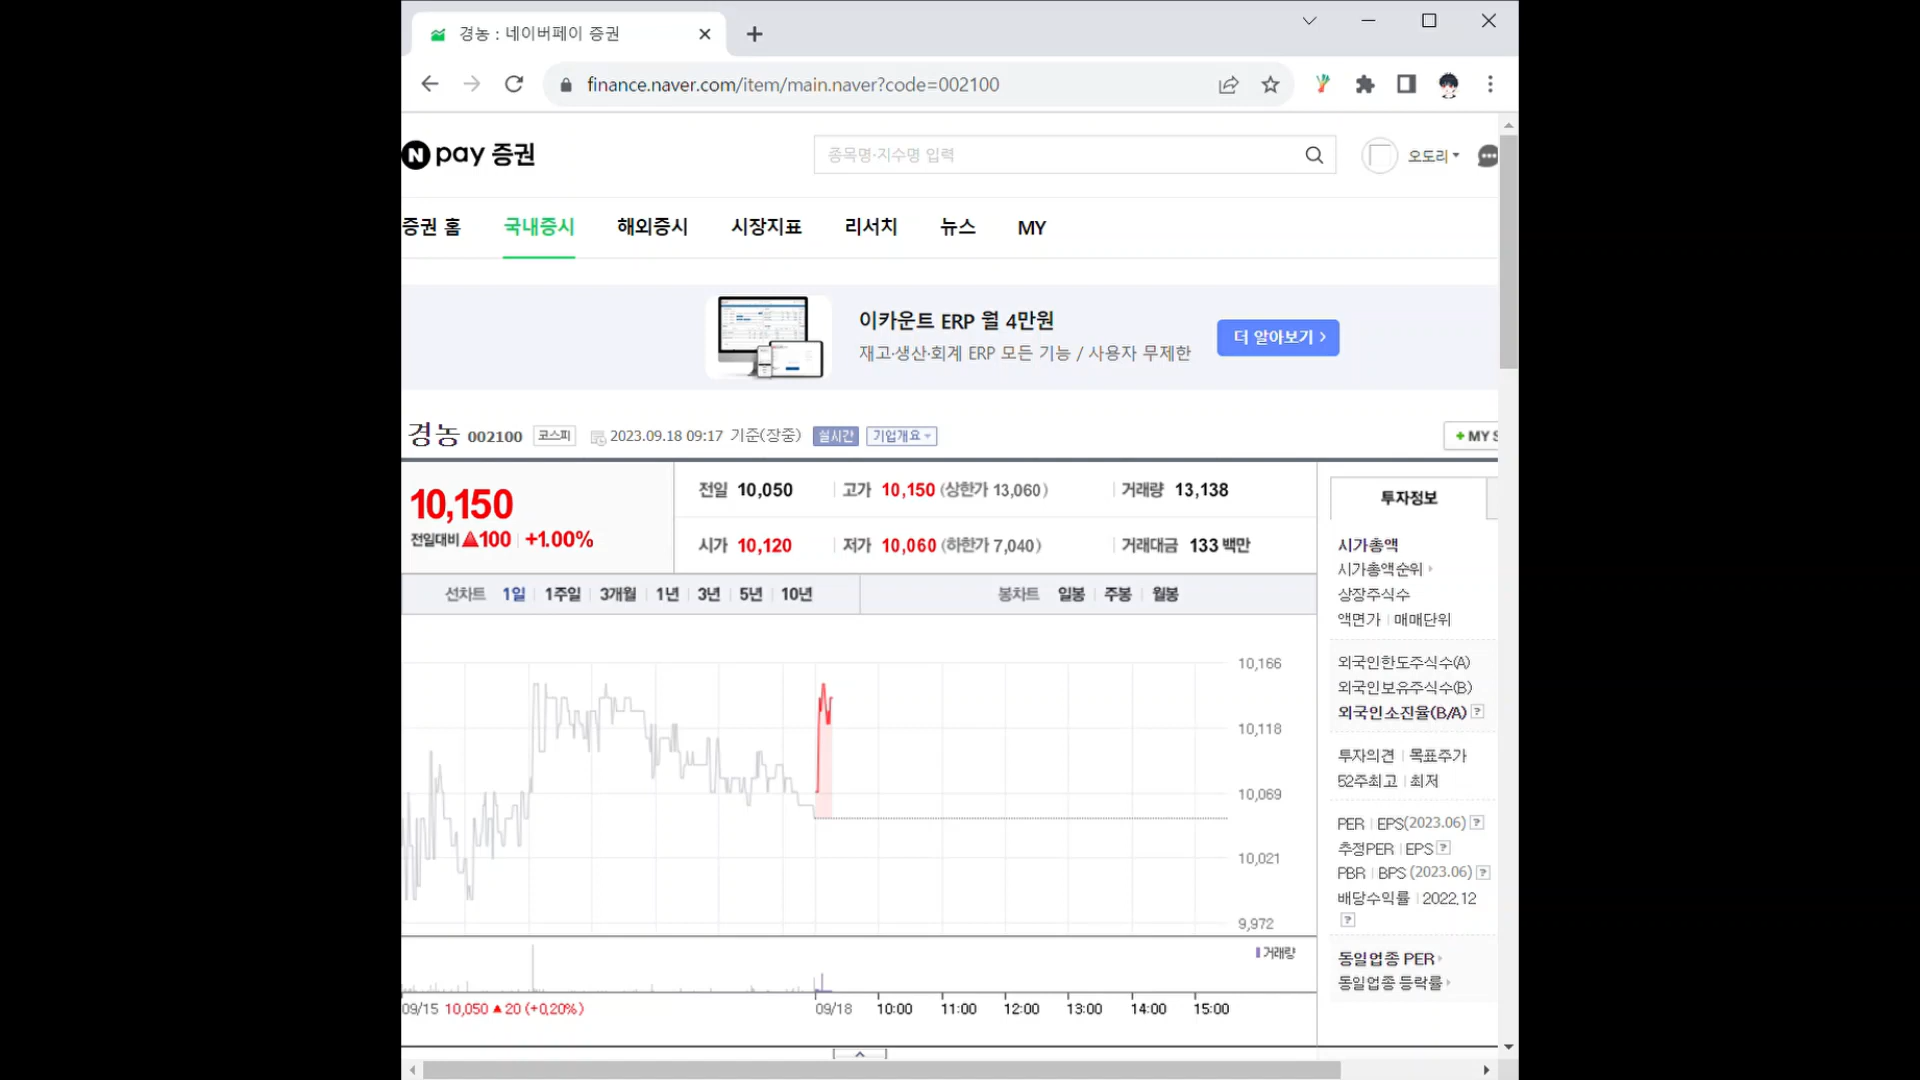 경농 : 네이버페이 증권
finance.naver.com/item/main.naver?code=002100
N pay 증권
종목명·지수명 입력
오도리
증권 홈 국내증시 해외증시 시장지표 리서치 뉴스 MY
이카운트 ERP 월 4만원
재고·생산·회계 ERP 모든 기능 / 사용자 무제한
더 알아보기
경농 002100 코스피 2023.09.18 09:17 기준(장중) 실시간 기업개요
+ MY S
10,150
전일대비 ▲100 +1.00%
전일 10,050 고가 10,150 (상한가 13,060) 거래량 13,138
시가 10,120 저가 10,060 (하한가 7,040) 거래대금 133 백만
선차트 1일 1주일 3개월 1년 3년 5년 10년 봉차트 일봉 주봉 월봉
10,166
10,118
10,069
10,021
9,972
거래량
09/15 10,050 ▲ 20 (+0.20%) 09/18 10:00 11:00 12:00 13:00 14:00 15:00
투자정보
시가총액
시가총액순위
상장주식수
액면가 매매단위
외국인한도주식수(A)
외국인보유주식수(B)
외국인소진율(B/A) ?
투자의견 목표주가
52주최고 최저
PER EPS(2023.06) ?
추정PER EPS ?
PBR BPS (2023.06) ?
배당수익률 2022.12
?
동일업종 PER
동일업종 등락률